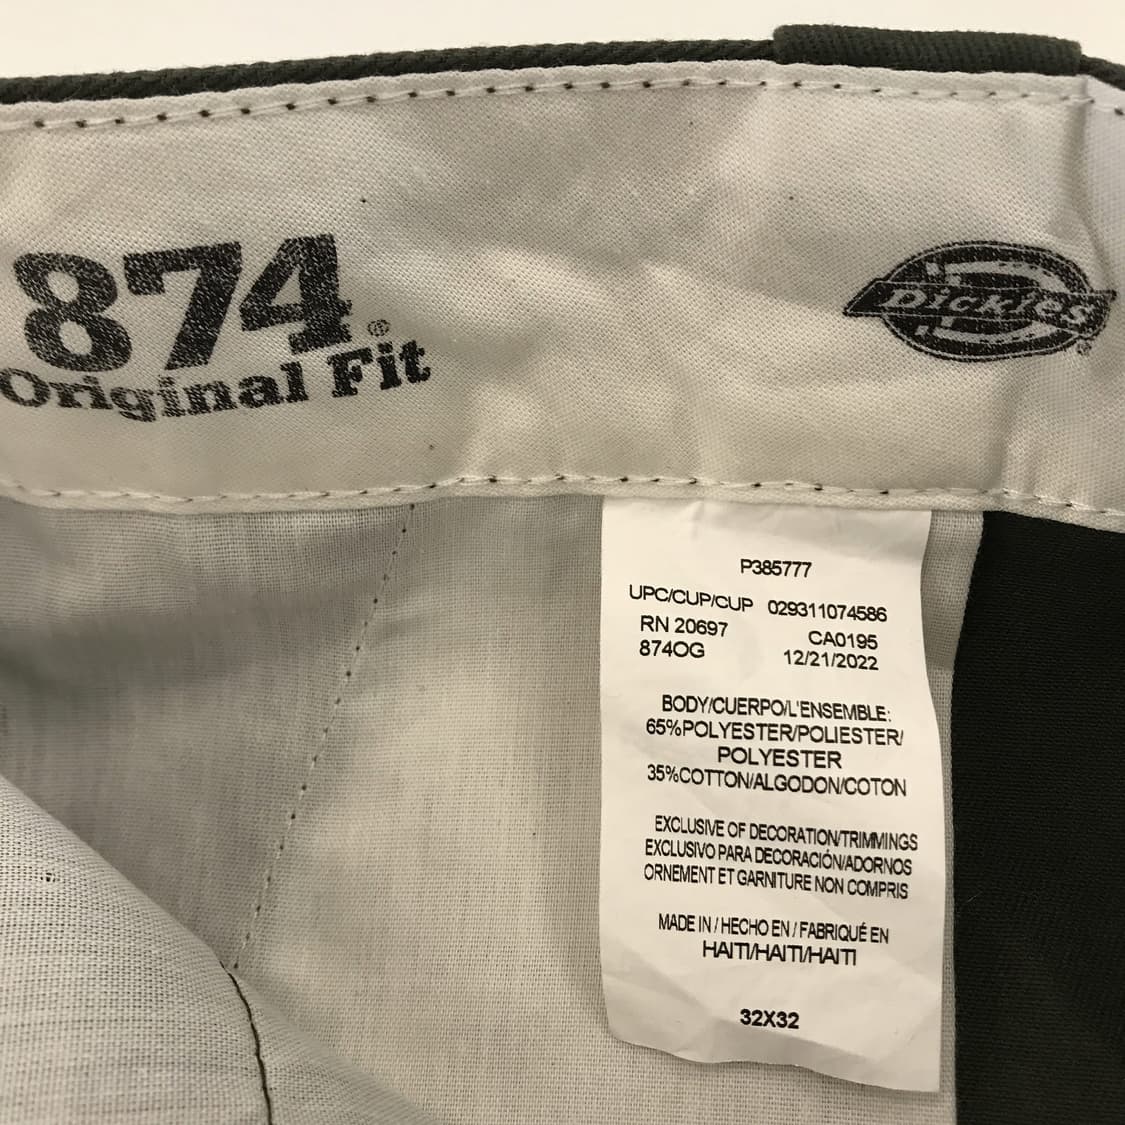 874®
Original Fit
Dickies®
P385777
UPC/CUP/CUP 029311074586
RN 20697 CA0195
874OG 12/21/2022
BODY/CUERPO/L'ENSEMBLE:
65%POLYESTER/POLIESTER/
POLYESTER
35%COTTON/ALGODON/COTON
EXCLUSIVE OF DECORATION/TRIMMINGS
EXCLUSIVO PARA DECORACIÓN/ADORNOS
ORNEMENT ET GARNITURE NON COMPRIS
MADE IN / HECHO EN / FABRIQUÉ EN
HAITI/HAITI/HAITI
32X32